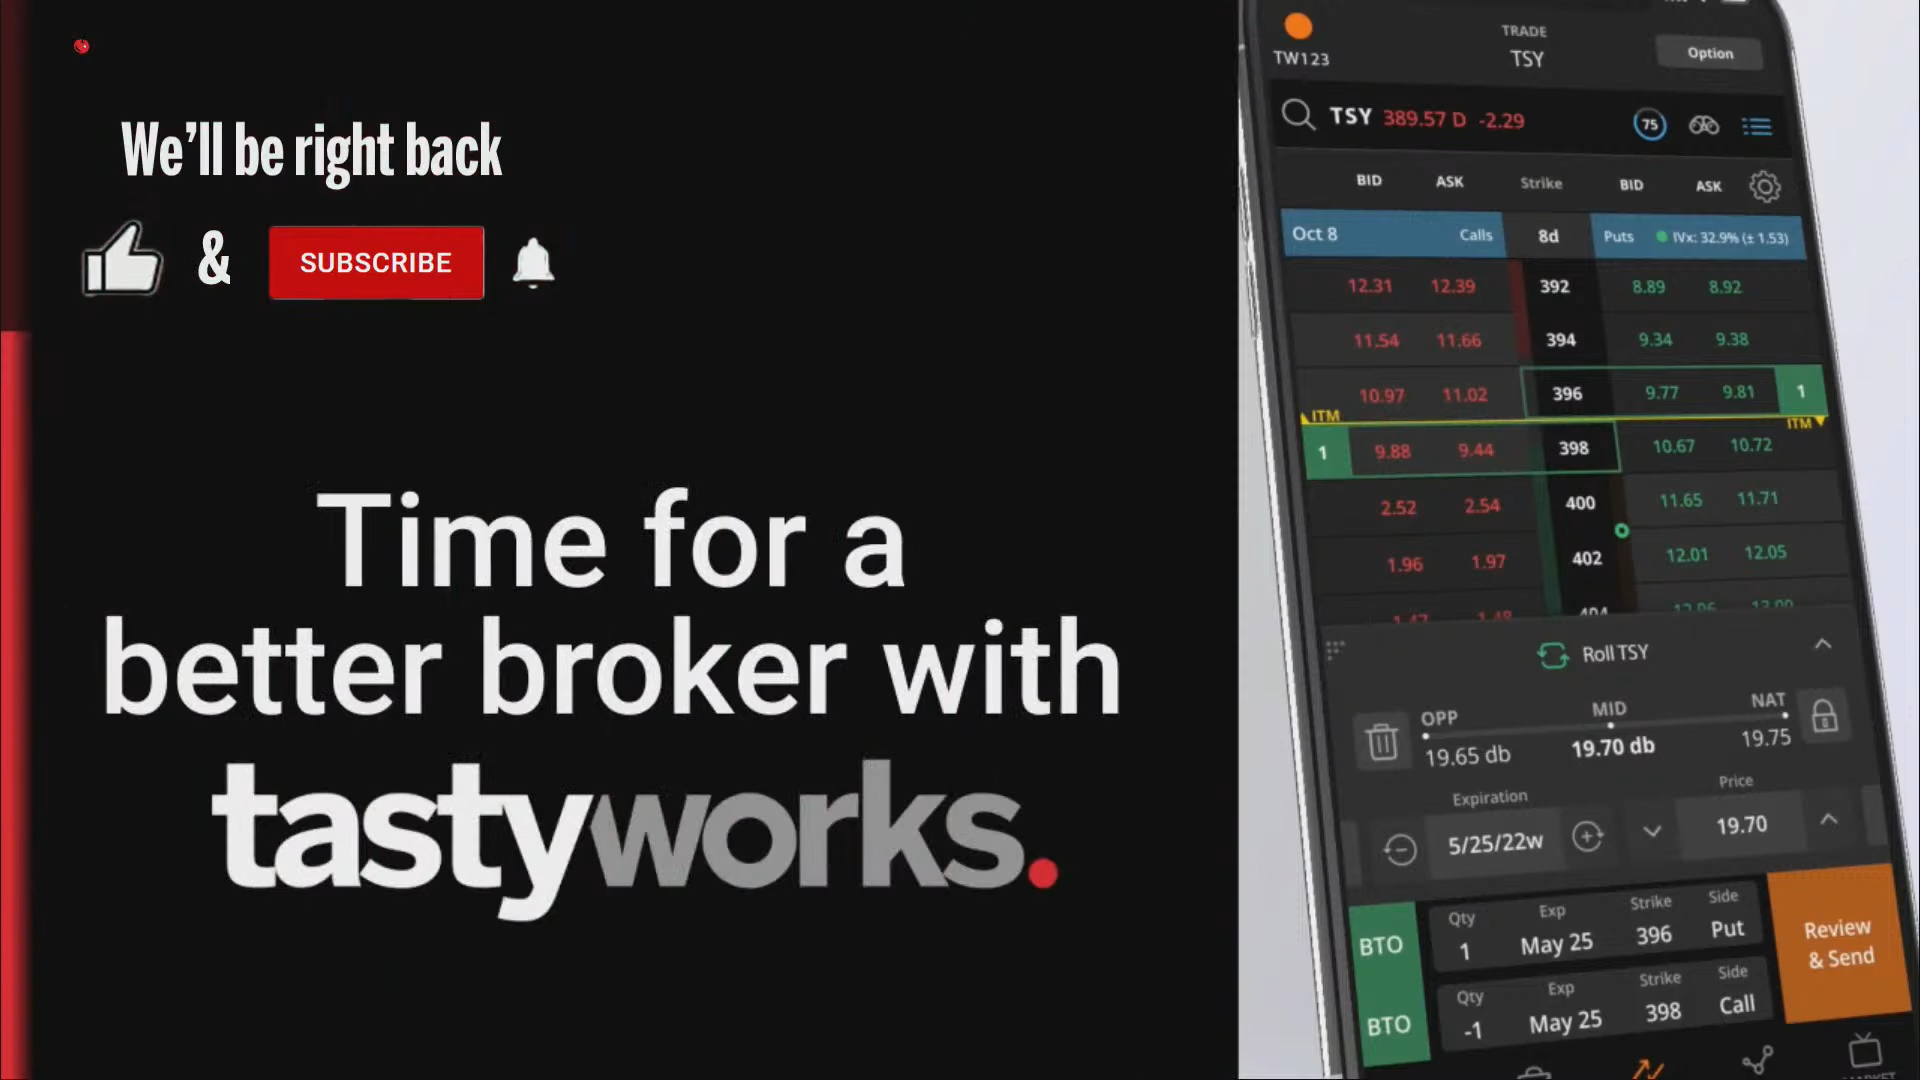 We'll be right back
& SUBSCRIBE
Time for a
better broker with
tastyworks.
TW123
TRADE
TSY
Option
TSY 389.57 D -2.29
75
BID ASK Strike BID ASK
Oct 8 Calls 8d Puts IVx: 32.9% (± 1.53)
12.31 12.39 392 8.89 8.92
11.54 11.66 394 9.34 9.38
10.97 11.02 396 9.77 9.81 1
ITM ITM
1 9.88 9.44 398 10.67 10.72
2.52 2.54 400 11.65 11.71
1.96 1.97 402 12.01 12.05
Roll TSY
OPP MID NAT
19.65 db 19.70 db 19.75
Expiration Price
5/25/22w 19.70
Qty Exp Strike Side
BTO 1 May 25 396 Put
Qty Exp Strike Side
BTO -1 May 25 398 Call
Review
& Send